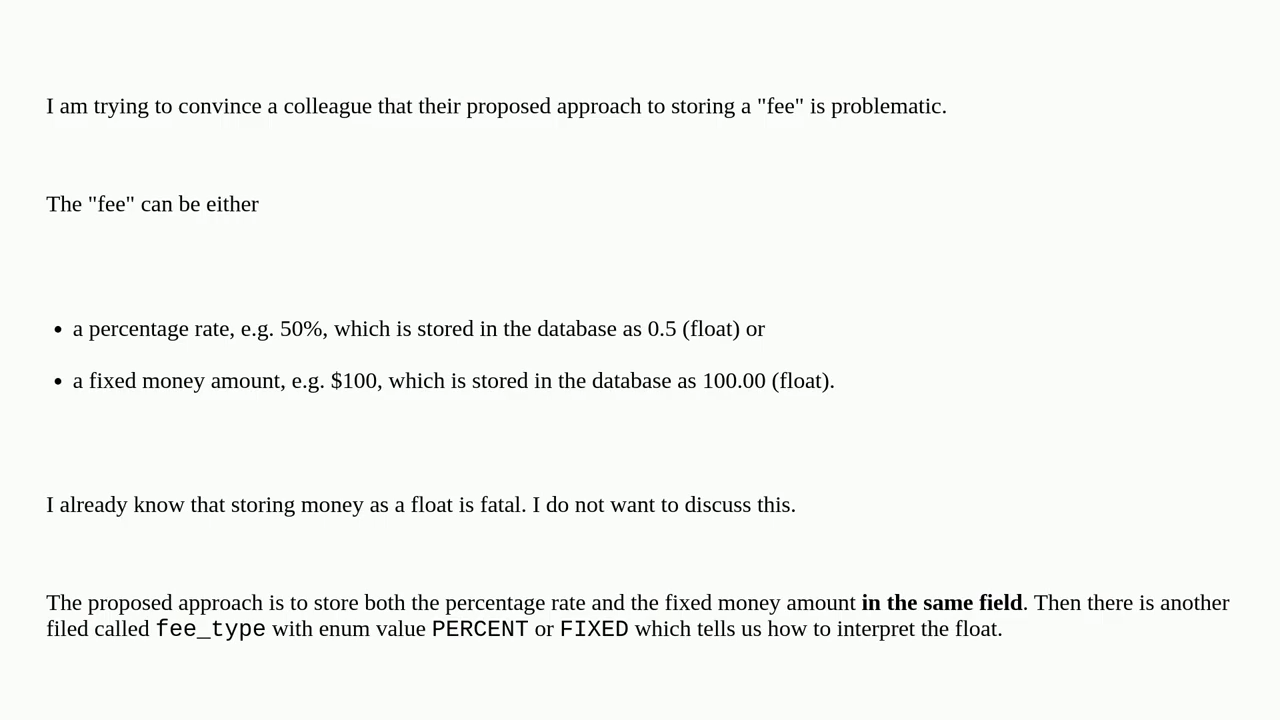 I am trying to convince a colleague that their proposed approach to storing a "fee" is problematic.
The "fee" can be either
• a percentage rate, e.g. 50%, which is stored in the database as 0.5 (float) or
• a fixed money amount, e.g. $100, which is stored in the database as 100.00 (float).
I already know that storing money as a float is fatal. I do not want to discuss this.
The proposed approach is to store both the percentage rate and the fixed money amount in the same field. Then there is another
filed called fee_type with enum value PERCENT or FIXED which tells us how to interpret the float.